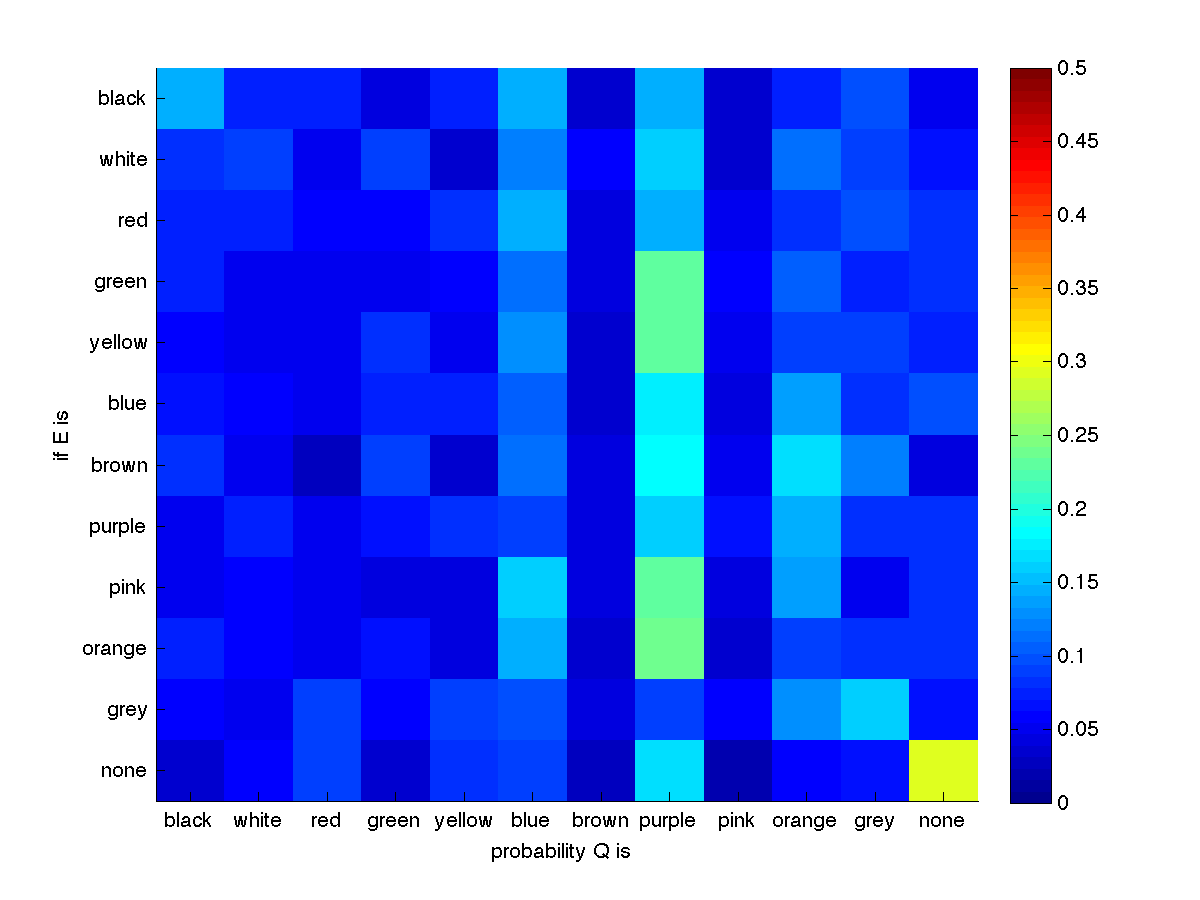 black
white
red
green
yellow
blue
brown
purple
pink
orange
grey
none
if E is
black white red green yellow blue brown purple pink orange grey none
probability Q is
0.5
0.45
0.4
0.35
0.3
0.25
0.2
0.15
0.1
0.05
0